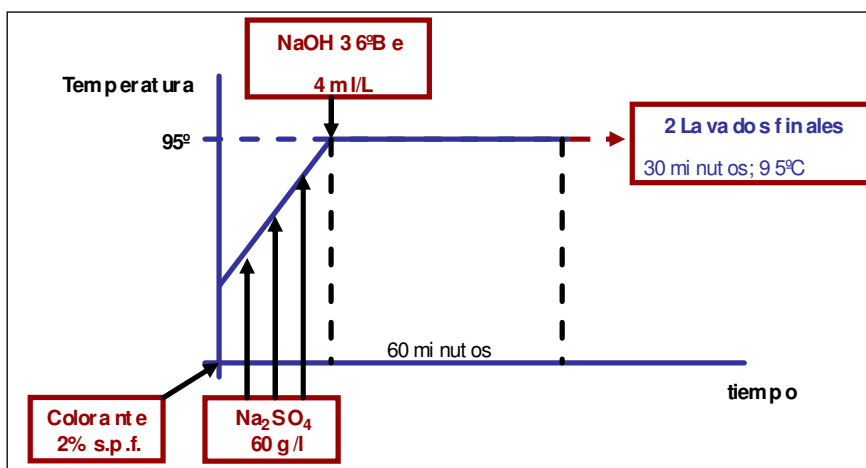 NaOH 36ºBe
4 ml/L
Temperatura
95º
2 Lavados finales
30 minutos; 95ºC
60 minutos
tiempo
Colorante
2% s.p.f.
Na₂SO₄
60 g/l